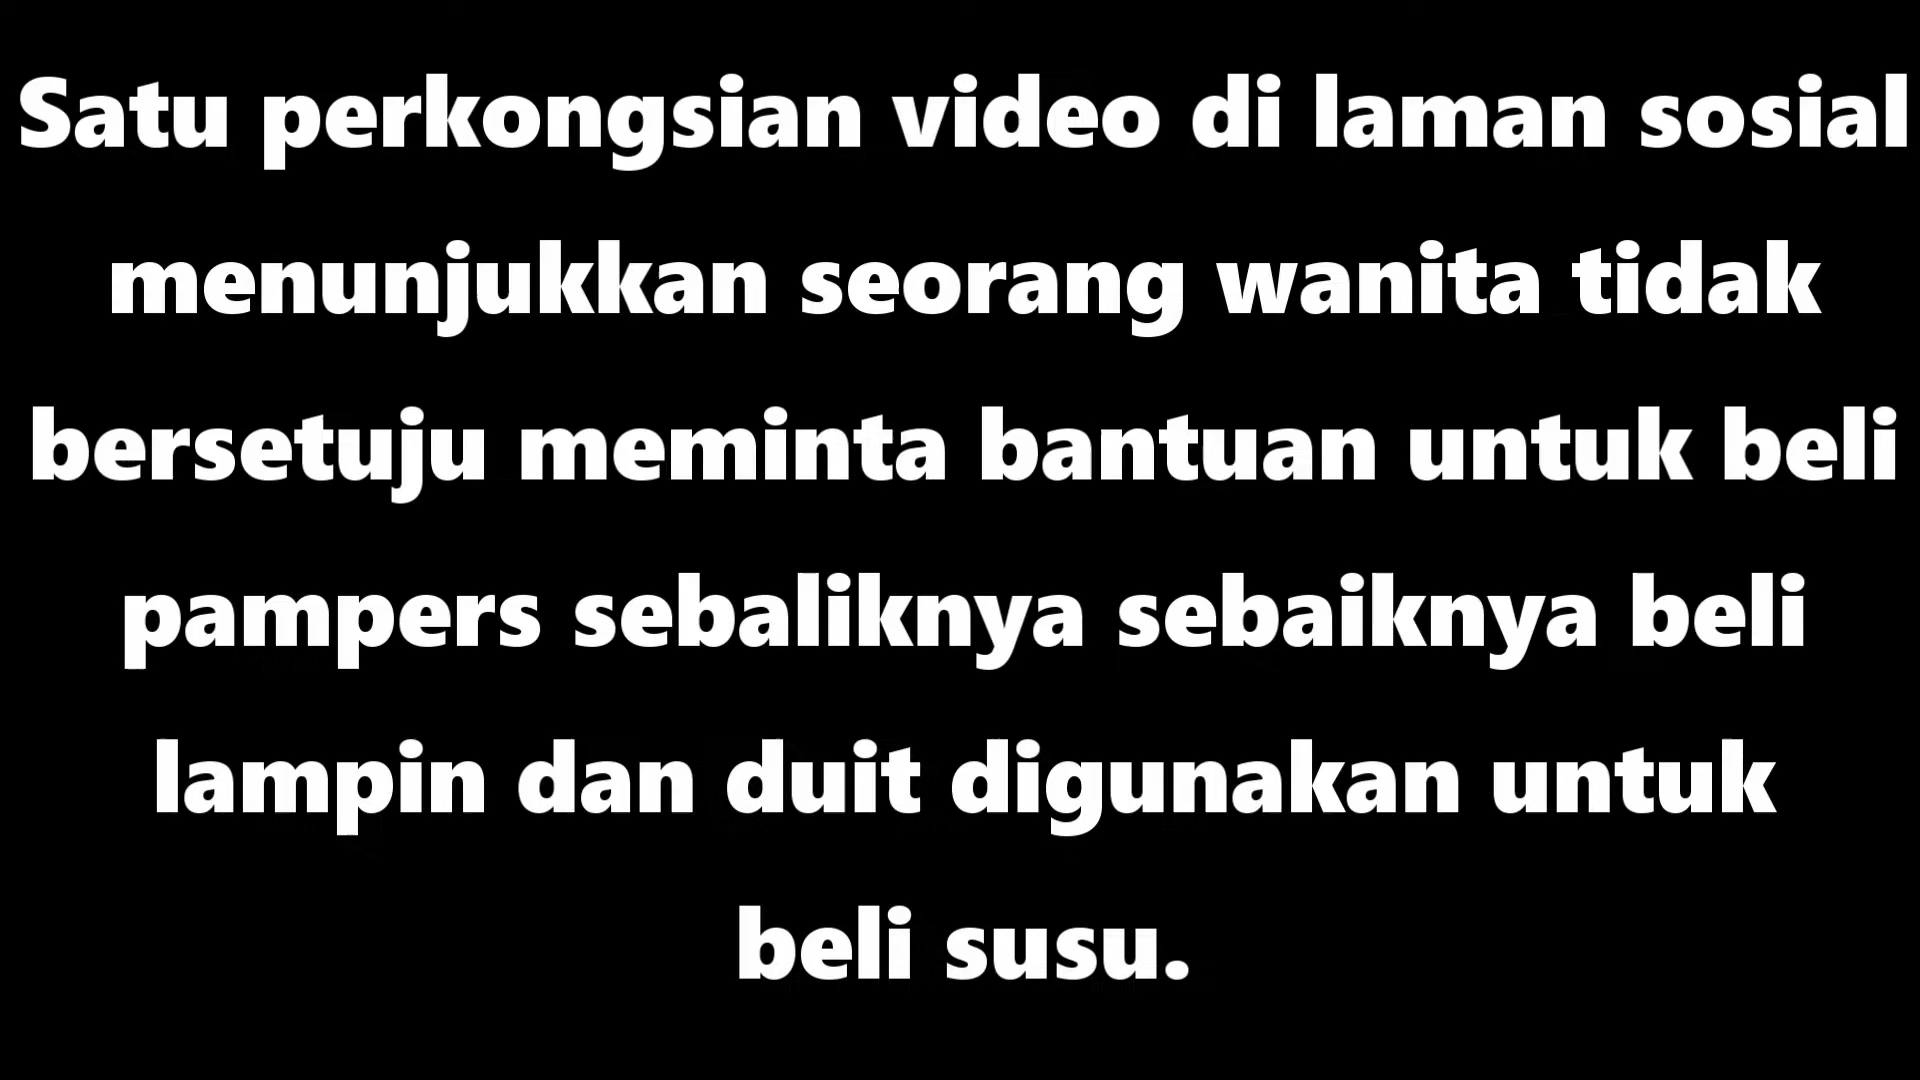 Satu perkongsian video di laman sosial
menunjukkan seorang wanita tidak
bersetuju meminta bantuan untuk beli
pampers sebaliknya sebaiknya beli
lampin dan duit digunakan untuk
beli susu.